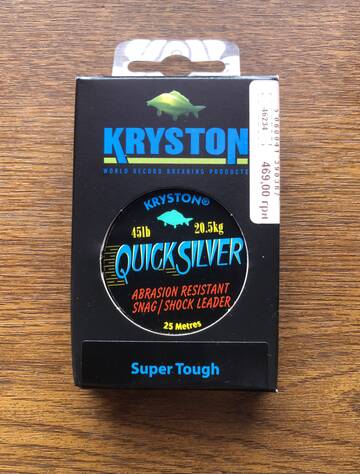 KRYSTON
WORLD RECORD BREAKING PRODUCTS
KRYSTON®
45lb 20.5kg
QUICKSILVER
ABRASION RESISTANT
SNAG/SHOCK LEADER
25 Metres
Super Tough
46234
469,00 грн